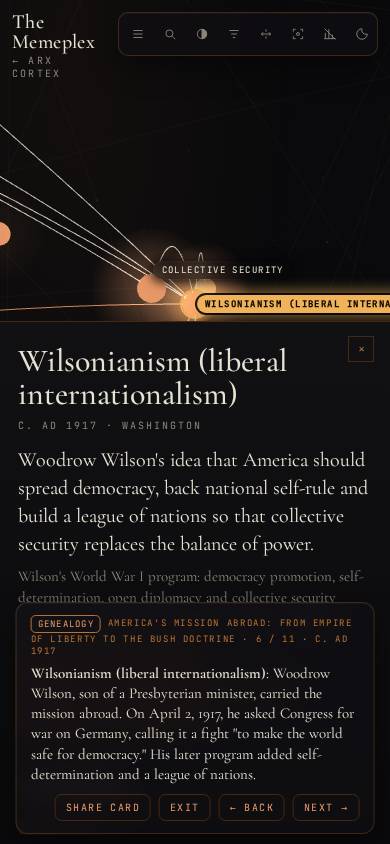 The
Memeplex
← ARX
CORTEX
COLLECTIVE SECURITY
WILSONIANISM (LIBERAL INTERNA
Wilsonianism (liberal
internationalism)
×
C. AD 1917 · WASHINGTON
Woodrow Wilson's idea that America should
spread democracy, back national self-rule and
build a league of nations so that collective
security replaces the balance of power.
Wilson's World War I program: democracy promotion, self-
determination, open diplomacy and collective security
GENEALOGY AMERICA'S MISSION ABROAD: FROM EMPIRE
OF LIBERTY TO THE BUSH DOCTRINE · 6 / 11 · C. AD
1917
Wilsonianism (liberal internationalism): Woodrow
Wilson, son of a Presbyterian minister, carried the
mission abroad. On April 2, 1917, he asked Congress for
war on Germany, calling it a fight "to make the world
safe for democracy." His later program added self-
determination and a league of nations.
SHARE CARD EXIT ← BACK NEXT →